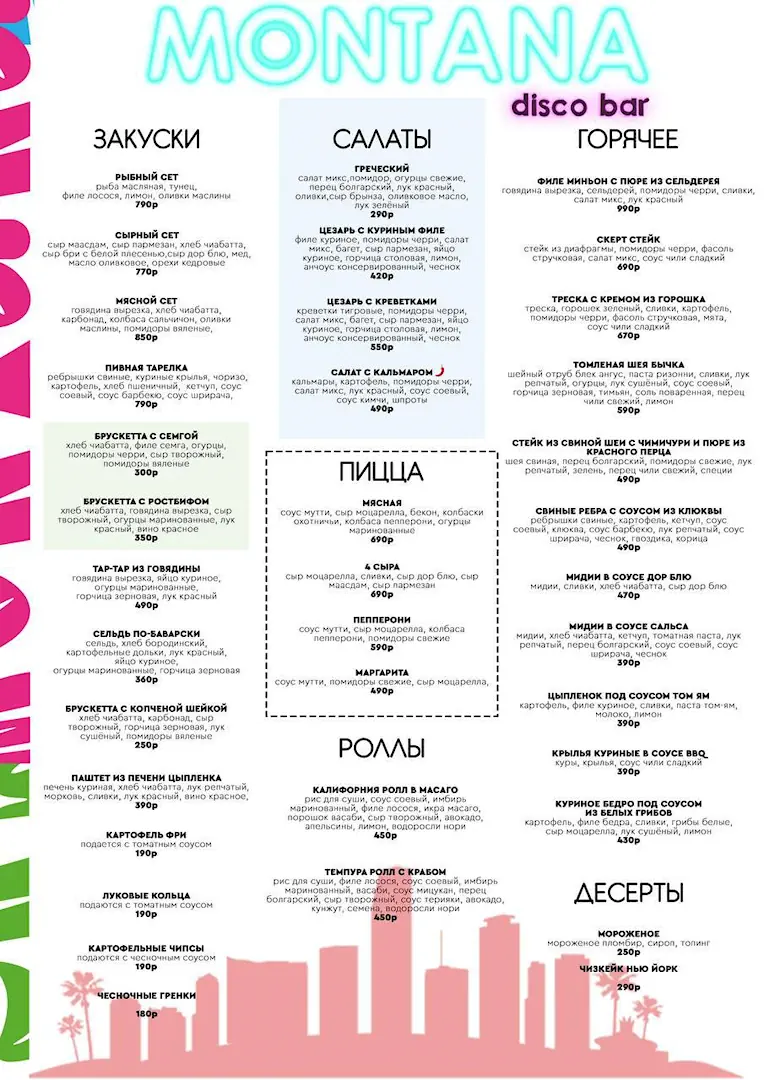 MONTANA
disco bar
ЗАКУСКИ
РЫБНЫЙ СЕТ
рыба масляная, тунец,
филе лосося, лимон, оливки маслины
790р
СЫРНЫЙ СЕТ
сыр маасдам, сыр пармезан, хлеб чиабатта,
сыр бри с белой плесенью,сыр дор блю, мед,
масло оливковое, орехи кедровые
770р
МЯСНОЙ СЕТ
говядина вырезка, хлеб чиабатта,
карбонад, колбаса сальчичон, оливки
маслины, помидоры вяленые,
850р
ПИВНАЯ ТАРЕЛКА
ребрышки свиные, куриные крылья, чоризо,
картофель, хлеб пшеничный, кетчуп, соус
соевый, соус барбекю, соус шрирача,
790р
БРУСКЕТТА С СЕМГОЙ
хлеб чиабатта, филе семга, огурцы,
помидоры черри, сыр творожный,
помидоры вяленые
300р
БРУСКЕТТА С РОСТБИФОМ
хлеб чиабатта, говядина вырезка, сыр
творожный, огурцы маринованные, лук
красный, вино красное
350р
ТАР-ТАР ИЗ ГОВЯДИНЫ
говядина вырезка, яйцо куриное,
огурцы маринованные,
горчица зерновая, лук красный
490р
СЕЛЬДЬ ПО-БАВАРСКИ
сельдь, хлеб бородинский,
картофельные дольки, лук красный,
яйцо куриное,
огурцы маринованные, горчица зерновая
360р
БРУСКЕТТА С КОПЧЕНОЙ ШЕЙКОЙ
хлеб чиабатта, карбонад, сыр
творожный, горчица зерновая, лук
сушёный, помидоры вяленые
250р
ПАШТЕТ ИЗ ПЕЧЕНИ ЦЫПЛЕНКА
печень куриная, хлеб чиабатта, лук репчатый,
морковь, сливки, лук красный, вино красное,
390р
КАРТОФЕЛЬ ФРИ
подается с томатным соусом
190р
ЛУКОВЫЕ КОЛЬЦА
подаются с томатным соусом
190р
КАРТОФЕЛЬНЫЕ ЧИПСЫ
подаются с чесночным соусом
190р
ЧЕСНОЧНЫЕ ГРЕНКИ
180р
САЛАТЫ
ГРЕЧЕСКИЙ
салат микс,помидор, огурцы свежие,
перец болгарский, лук красный,
оливки,сыр брынза, оливковое масло,
лук зелёный
290р
ЦЕЗАРЬ С КУРИНЫМ ФИЛЕ
филе куриное, помидоры черри, салат
микс, багет, сыр пармезан, яйцо
куриное, горчица столовая, лимон,
анчоус консервированный, чеснок
420р
ЦЕЗАРЬ С КРЕВЕТКАМИ
креветки тигровые, помидоры черри,
салат микс, багет, сыр пармезан, яйцо
куриное, горчица столовая, лимон,
анчоус консервированный, чеснок
550р
САЛАТ С КАЛЬМАРОМ
кальмары, картофель, помидоры черри,
салат микс, лук красный, соус соевый,
соус кимчи, шпроты
490р
ПИЦЦА
МЯСНАЯ
соус мутти, сыр моцарелла, бекон, колбаски
охотничьи, колбаса пепперони, огурцы
маринованные
690р
4 СЫРА
сыр моцарелла, сливки, сыр дор блю, сыр
маасдам, сыр пармезан
690р
ПЕППЕРОНИ
соус мутти, сыр моцарелла, колбаса
пепперони, помидоры свежие
590р
МАРГАРИТА
соус мутти, помидоры свежие, сыр моцарелла,
490р
РОЛЛЫ
КАЛИФОРНИЯ РОЛЛ В МАСАГО
рис для суши, соус соевый, имбирь
маринованный, филе лосося, икра масаго,
порошок васаби, сыр творожный, авокадо,
апельсины, лимон, водоросли нори
450р
ТЕМПУРА РОЛЛ С КРАБОМ
рис для суши, филе лосося, соус соевый, имбирь
маринованный, васаби, соус мицукан, перец
болгарский, сыр творожный, соус терияки, авокадо,
кунжут, семена, водоросли нори
450р
ГОРЯЧЕЕ
ФИЛЕ МИНЬОН С ПЮРЕ ИЗ СЕЛЬДЕРЕЯ
говядина вырезка, сельдерей, помидоры черри, сливки,
салат микс, лук красный
990р
СКЕРТ СТЕЙК
стейк из диафрагмы, помидоры черри, фасоль
стручковая, салат микс, соус чили сладкий
690р
ТРЕСКА С КРЕМОМ ИЗ ГОРОШКА
треска, горошек зеленый, сливки, картофель,
помидоры черри, фасоль стручковая, мята,
соус чили сладкий
670р
ТОМЛЕНАЯ ШЕЯ БЫЧКА
шейный отруб блек ангус, паста ризонни, сливки, лук
репчатый, огурцы, лук сушёный, соус соевый,
горчица зерновая, тимьян, соль поваренная, перец
чили свежий, лимон
590р
СТЕЙК ИЗ СВИНОЙ ШЕИ С ЧИМИЧУРИ И ПЮРЕ ИЗ
КРАСНОГО ПЕРЦА
шея свиная, перец болгарский, помидоры свежие, лук
репчатый, зелень, перец чили свежий, специи
490р
СВИНЫЕ РЕБРА С СОУСОМ ИЗ КЛЮКВЫ
ребрышки свиные, картофель, кетчуп, соус
соевый, клюква, соус барбекю, лук репчатый, соус
шрирача, чеснок, гвоздика, корица
490р
МИДИИ В СОУСЕ ДОР БЛЮ
мидии, сливки, хлеб чиабатта, сыр дор блю
470р
МИДИИ В СОУСЕ САЛЬСА
мидии, хлеб чиабатта, кетчуп, томатная паста, лук
репчатый, перец болгарский, соус соевый, соус
шрирача, чеснок
390р
ЦЫПЛЕНОК ПОД СОУСОМ ТОМ ЯМ
картофель, филе куриное, сливки, паста том-ям,
молоко, лимон
390р
КРЫЛЬЯ КУРИНЫЕ В СОУСЕ BBQ
куры, крылья, соус чили сладкий
390р
КУРИНОЕ БЕДРО ПОД СОУСОМ
ИЗ БЕЛЫХ ГРИБОВ
картофель, филе бедра, сливки, грибы белые,
сыр моцарелла, лук сушёный, лимон
430р
ДЕСЕРТЫ
МОРОЖЕНОЕ
мороженое пломбир, сироп, топинг
250р
ЧИЗКЕЙК НЬЮ ЙОРК
290р